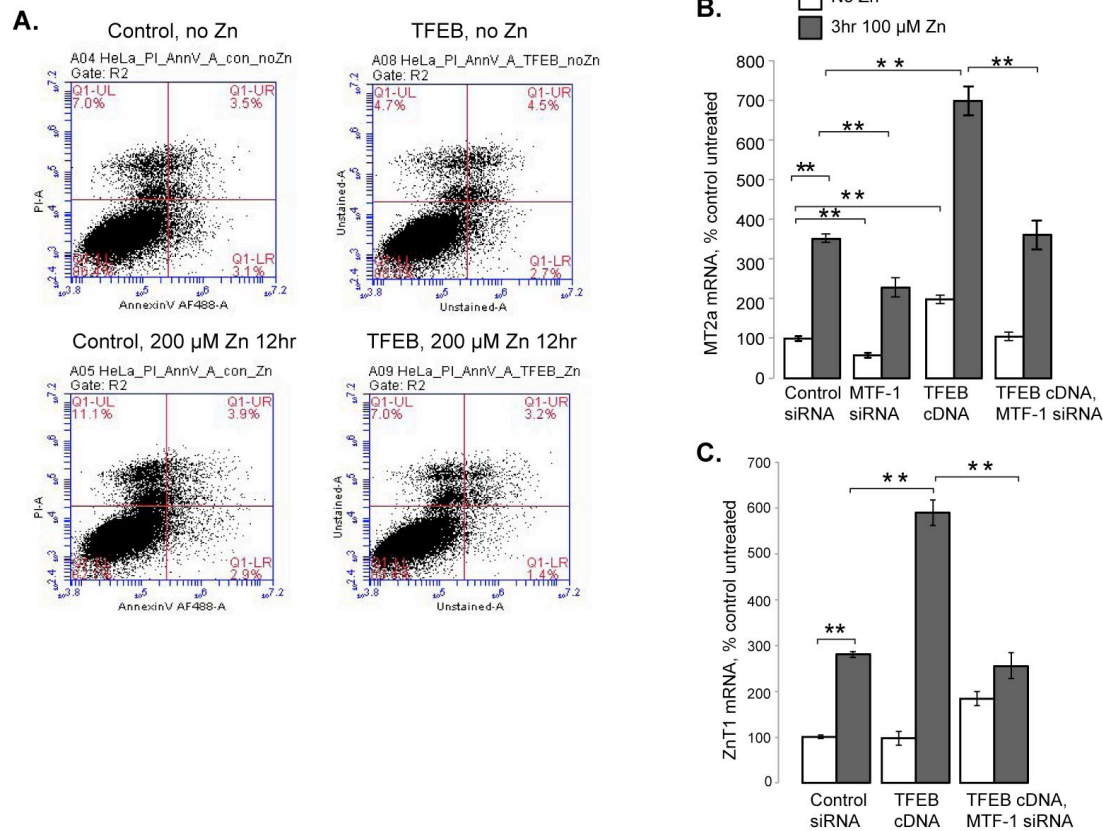 A.
Control, no Zn
A04 HeLa_PI_AnnV_A_con_noZn
Gate: R2
Q1-UL
7.0%
Q1-UR
3.5%
Q1-LR
3.1%
PI-A
AnnexinV AF488-A
TFEB, no Zn
A08 HeLa_PI_AnnV_A_TFEB_noZn
Gate: R2
Q1-UL
4.7%
Q1-UR
4.5%
Q1-LR
2.7%
Unstained-A
Unstained-A
Control, 200 µM Zn 12hr
A05 HeLa_PI_AnnV_A_con_Zn
Gate: R2
Q1-UL
11.1%
Q1-UR
3.9%
Q1-LR
2.9%
PI-A
AnnexinV AF488-A
TFEB, 200 µM Zn 12hr
A09 HeLa_PI_AnnV_A_TFEB_Zn
Gate: R2
Q1-UL
7.0%
Q1-UR
3.2%
Q1-LR
1.4%
Unstained-A
Unstained-A
B.
No Zn
3hr 100 µM Zn
MT2a mRNA, % control untreated
800
700
600
500
400
300
200
100
0
** ** ** ** ** **
Control siRNA
MTF-1 siRNA
TFEB cDNA
TFEB cDNA, MTF-1 siRNA
C.
ZnT1 mRNA, % control untreated
700
600
500
400
300
200
100
0
** ** **
Control siRNA
TFEB cDNA
TFEB cDNA, MTF-1 siRNA